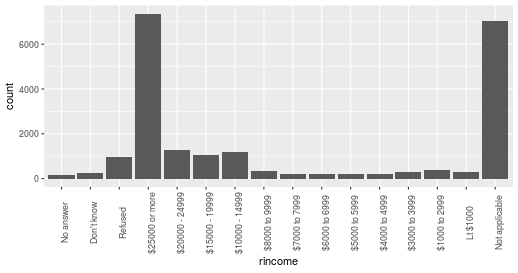 6000
4000
2000
0
count
No answer
Don't know
Refused
$25000 or more
$20000 - 24999
$15000 - 19999
$10000 - 14999
$8000 to 9999
$7000 to 7999
$6000 to 6999
$5000 to 5999
$4000 to 4999
$3000 to 3999
$1000 to 2999
Lt $1000
Not applicable
rincome